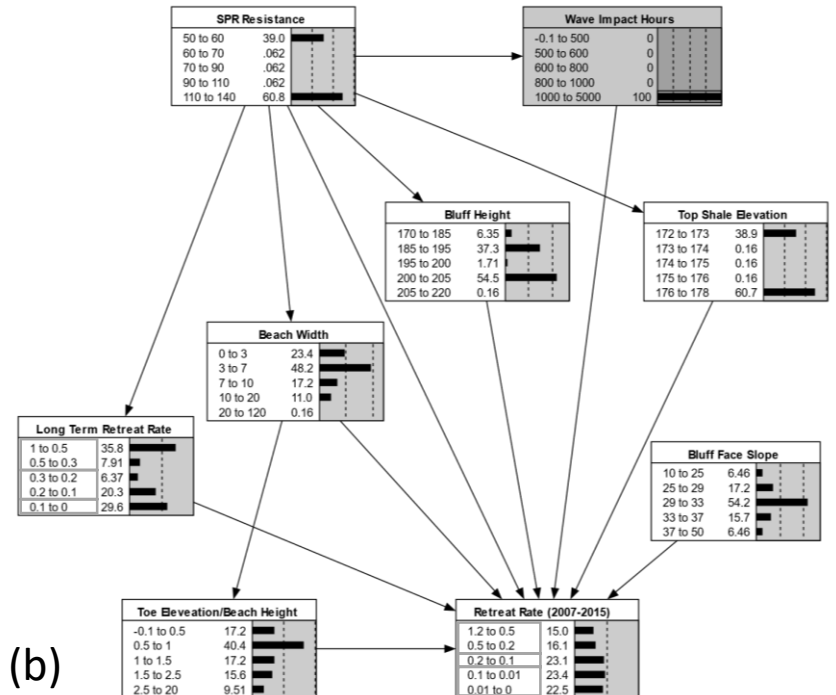 SPR Resistance
50 to 60 39.0
60 to 70 .062
70 to 90 .062
90 to 110 .062
110 to 140 60.8
Wave Impact Hours
-0.1 to 500 0
500 to 600 0
600 to 800 0
800 to 1000 0
1000 to 5000 100
Bluff Height
170 to 185 6.35
185 to 195 37.3
195 to 200 1.71
200 to 205 54.5
205 to 220 0.16
Top Shale Elevation
172 to 173 38.9
173 to 174 0.16
174 to 175 0.16
175 to 176 0.16
176 to 178 60.7
Beach Width
0 to 3 23.4
3 to 7 48.2
7 to 10 17.2
10 to 20 11.0
20 to 120 0.16
Long Term Retreat Rate
1 to 0.5 35.8
0.5 to 0.3 7.91
0.3 to 0.2 6.37
0.2 to 0.1 20.3
0.1 to 0 29.6
Bluff Face Slope
10 to 25 6.46
25 to 29 17.2
29 to 33 54.2
33 to 37 15.7
37 to 50 6.46
Toe Eleveation/Beach Height
-0.1 to 0.5 17.2
0.5 to 1 40.4
1 to 1.5 17.2
1.5 to 2.5 15.6
2.5 to 20 9.51
Retreat Rate (2007-2015)
1.2 to 0.5 15.0
0.5 to 0.2 16.1
0.2 to 0.1 23.1
0.1 to 0.01 23.4
0.01 to 0 22.5
(b)